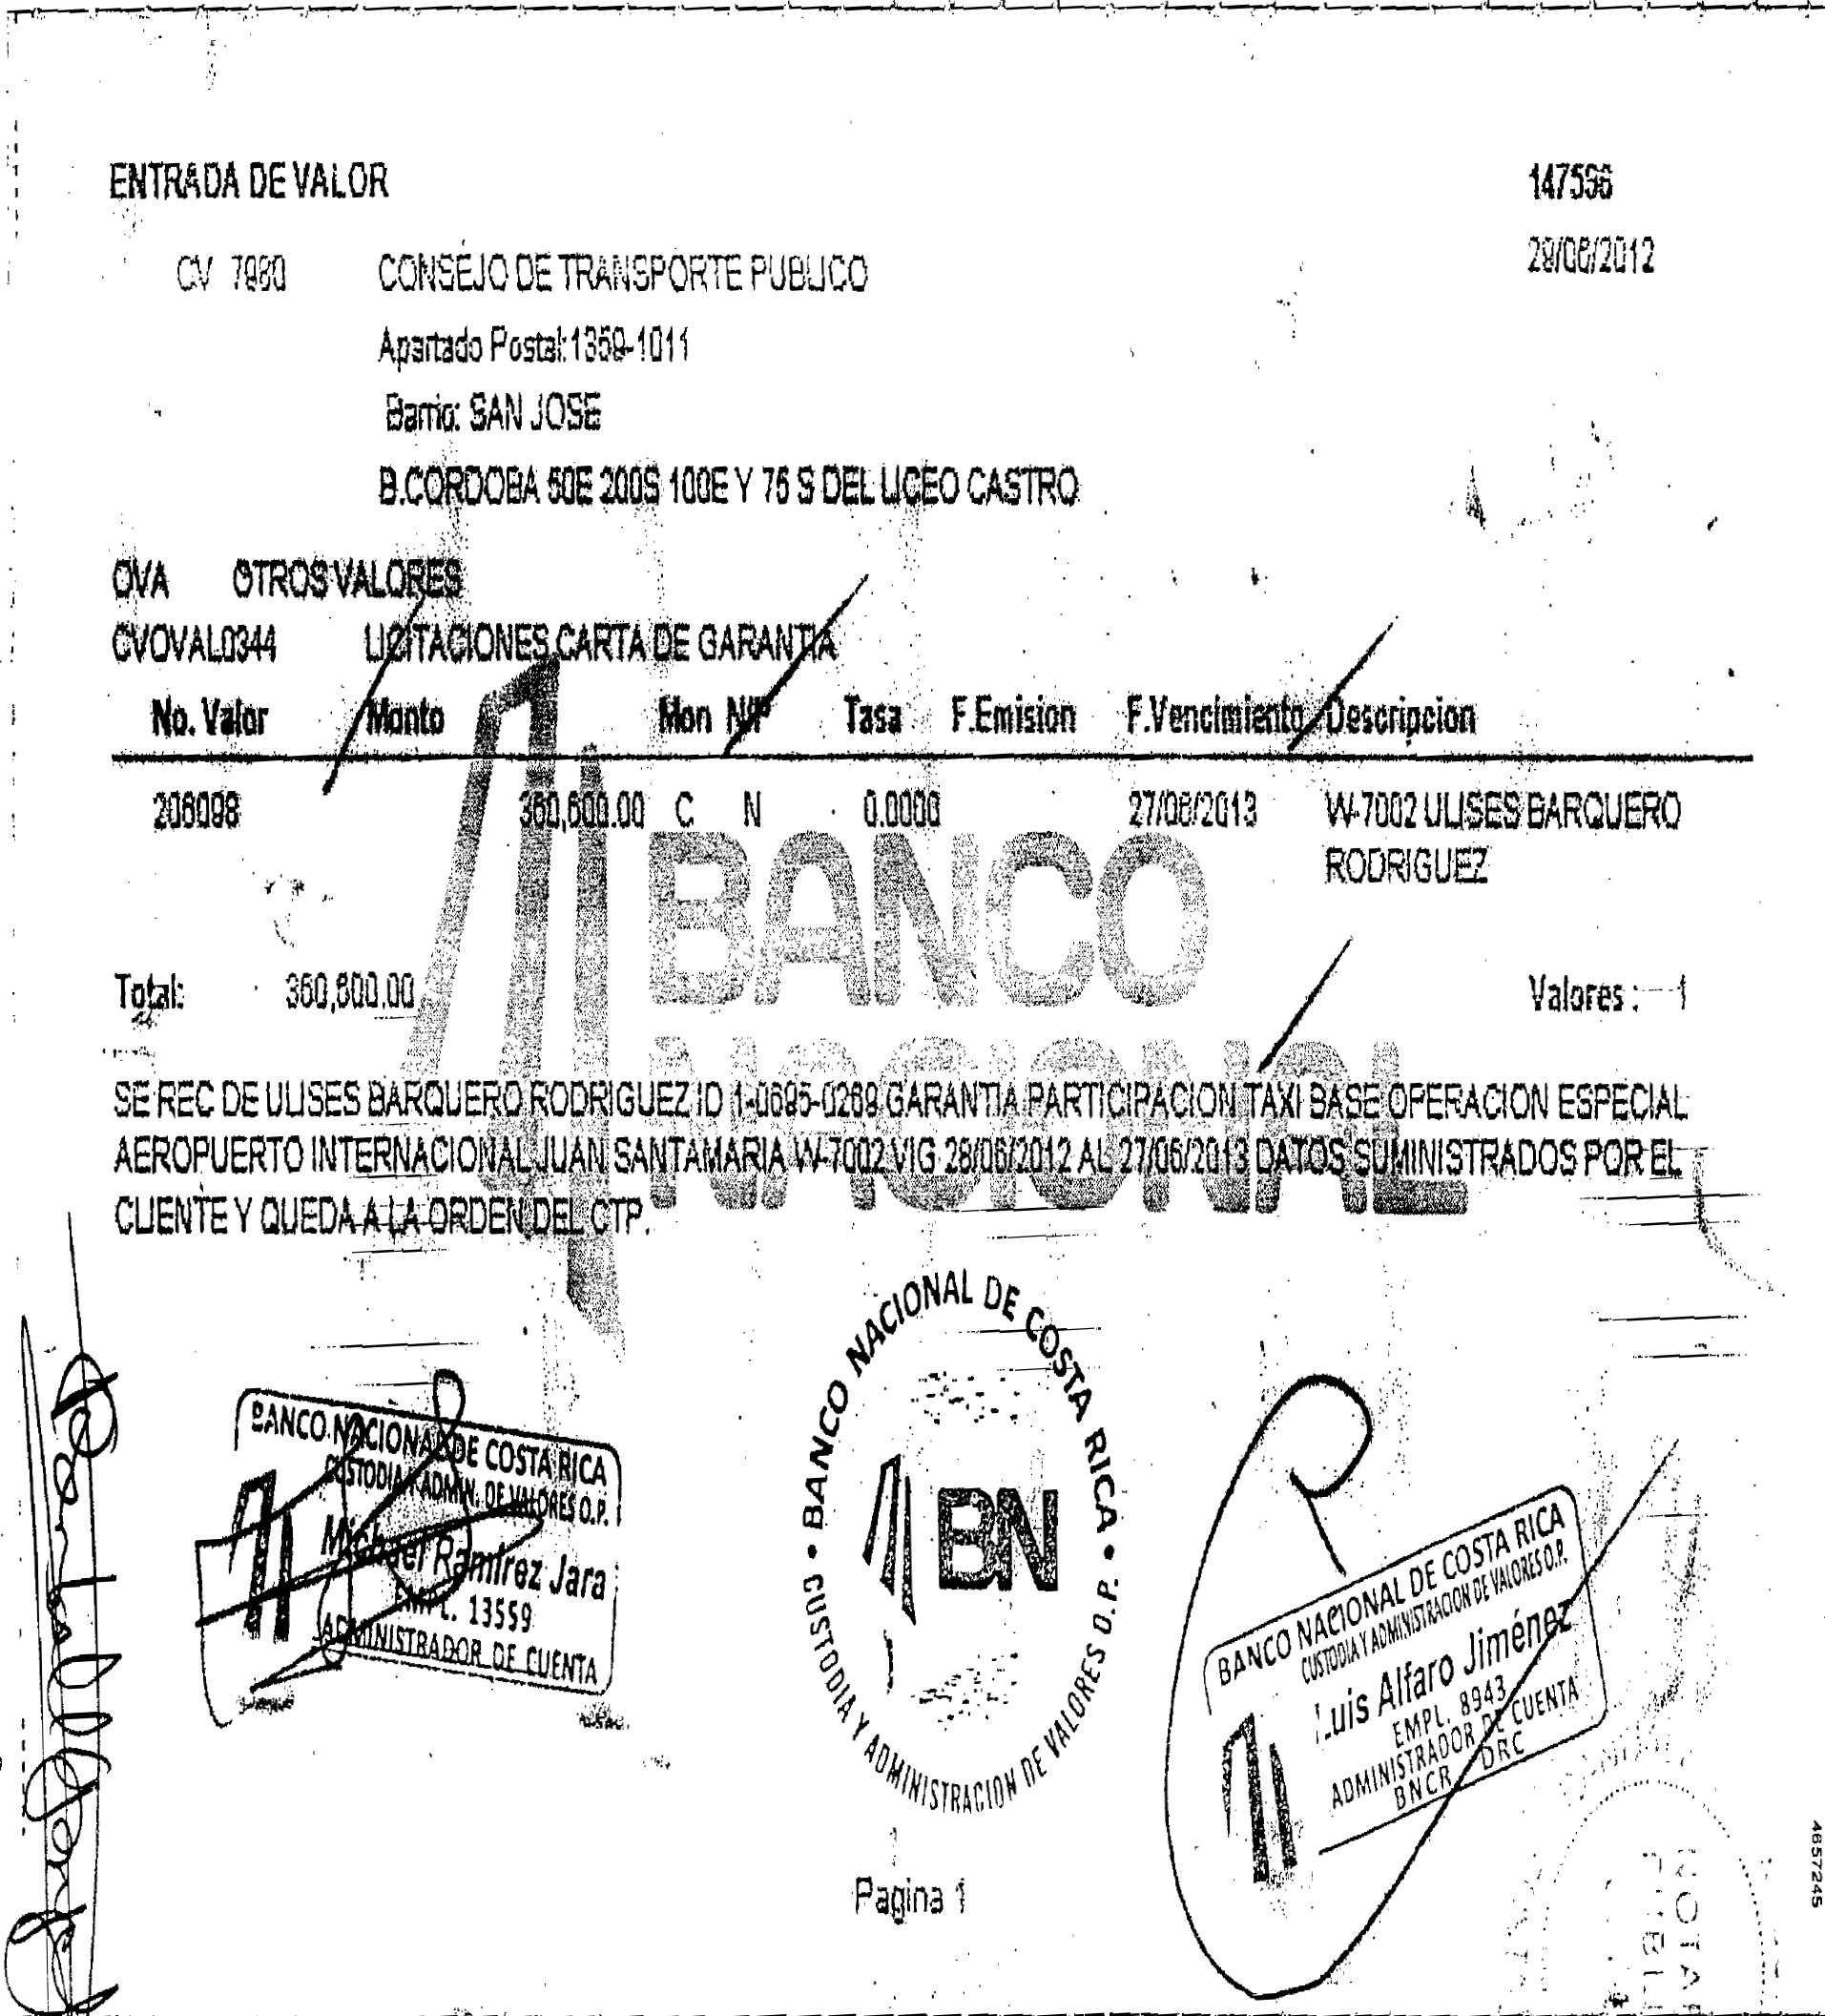 ENTRADA DE VALOR 147596
CV 7980 CONSEJO DE TRANSPORTE PUBLICO 29/06/2012
Apartado Postal:1359-1011
Barrio: SAN JOSE
B.CORDOBA 50E 200S 100E Y 75 S DEL LICEO CASTRO
OVA OTROS VALORES
CVOVAL0344 LICITACIONES CARTA DE GARANTIA
No. Valor Monto Mon N/P Tasa F.Emision F.Vencimiento Descripcion
206098 360,600.00 C N 0.0000 27/06/2013 W-7002 ULISES BARQUERO
RODRIGUEZ
Total: 360,600.00 Valores : 1
BANCO
NACIONAL
SE REC DE ULISES BARQUERO RODRIGUEZ ID 1-0695-0269 GARANTIA PARTICIPACION TAXI BASE OPERACION ESPECIAL
AEROPUERTO INTERNACIONAL JUAN SANTAMARIA W-7002 VIG 28/06/2012 AL 27/06/2013 DATOS SUMINISTRADOS POR EL
CLIENTE Y QUEDA A LA ORDEN DEL CTP.
BANCO NACIONAL DE COSTA RICA
CUSTODIA Y ADMIN. DE VALORES O.P.
Michael Ramírez Jara
EMPL. 13559
ADMINISTRADOR DE CUENTA
• BANCO NACIONAL DE COSTA RICA •
BN
CUSTODIA Y ADMINISTRACION DE VALORES O.P.
BANCO NACIONAL DE COSTA RICA
CUSTODIA Y ADMINISTRACION DE VALORES O.P.
Luis Alfaro Jiménez
EMPL. 8943
ADMINISTRADOR DE CUENTA
BNCR DRC
Pagina 1
4657245